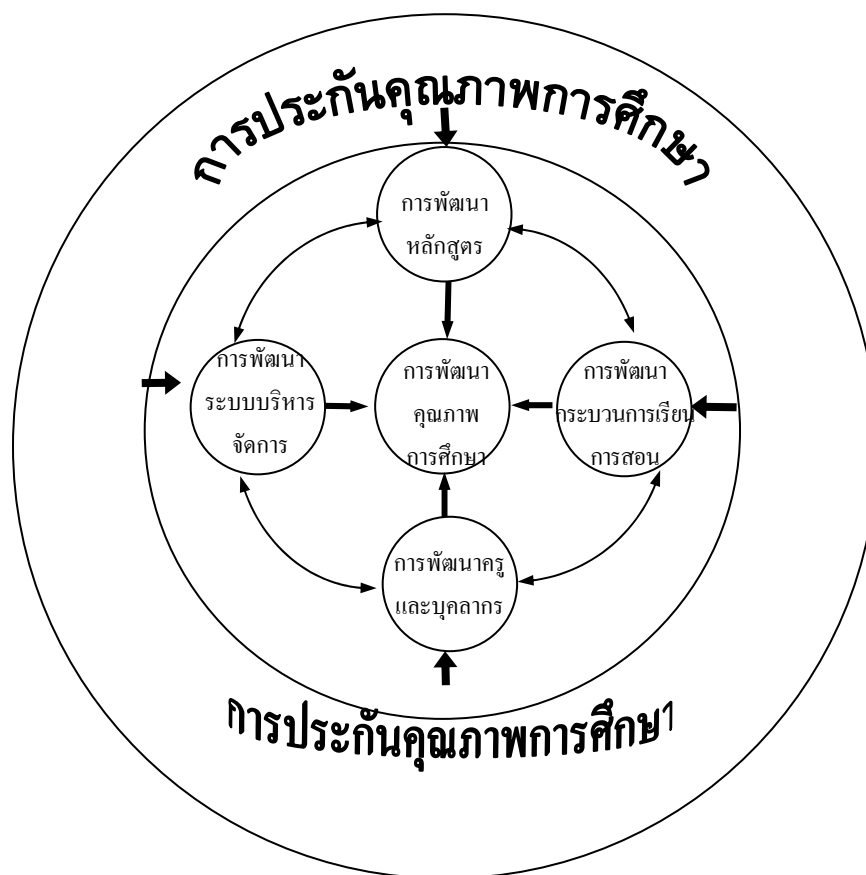 การประกันคุณภาพการศึกษา
การพัฒนา
หลักสูตร
การพัฒนา
ระบบบริหาร
จัดการ
การพัฒนา
คุณภาพ
การศึกษา
การพัฒนา
กระบวนการเรียน
การสอน
การพัฒนาครู
และบุคลากร
การประกันคุณภาพการศึกษา